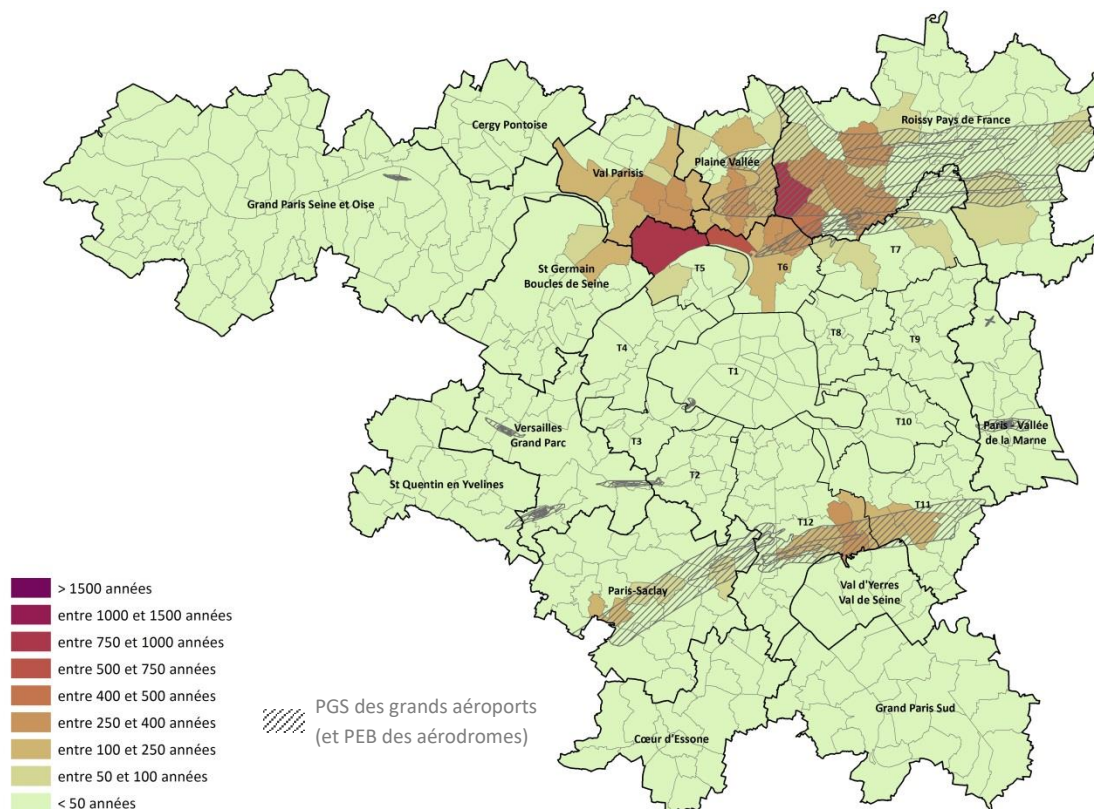 Cergy Pontoise
Roissy Pays de France
Plaine Vallée
Val Parisis
Grand Paris Seine et Oise
T7
St Germain
Boucles de Seine
T5
T6
T8
T9
T4
T1
Versailles
Grand Parc
T3
T10
Paris - Vallée
de la Marne
St Quentin en Yvelines
T2
T11
T12
Paris-Saclay
Val d'Yerres
Val de Seine
Grand Paris Sud
Cœur d'Essone
> 1500 années
entre 1000 et 1500 années
entre 750 et 1000 années
entre 500 et 750 années
entre 400 et 500 années
entre 250 et 400 années
entre 100 et 250 années
entre 50 et 100 années
< 50 années
PGS des grands aéroports
(et PEB des aérodromes)